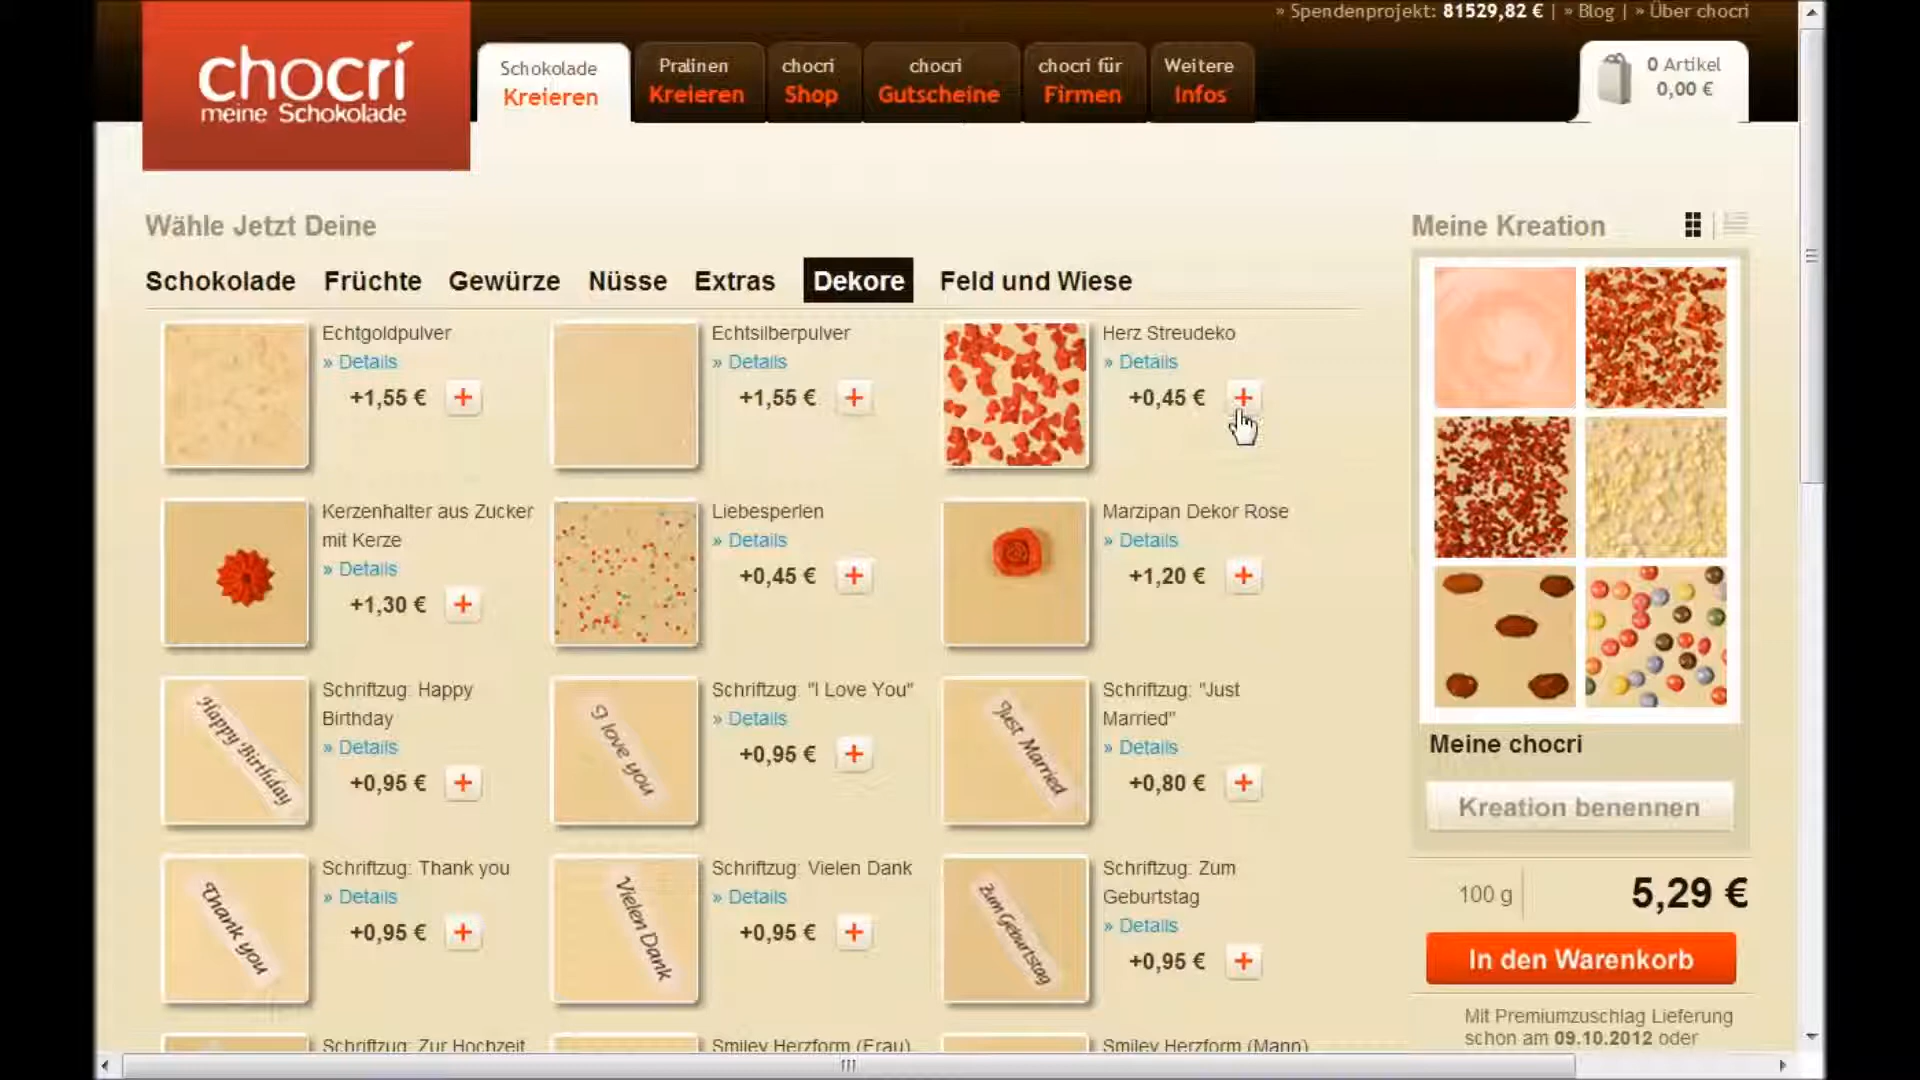 » Spendenprojekt: 81529,82 € | » Blog | » Über chocri
chocri
meine Schokolade
Schokolade
Kreieren
Pralinen
Kreieren
chocri
Shop
chocri
Gutscheine
chocri für
Firmen
Weitere
Infos
0 Artikel
0,00 €
Wähle Jetzt Deine
Meine Kreation
Schokolade Früchte Gewürze Nüsse Extras Dekore Feld und Wiese
Echtgoldpulver
» Details
+1,55 € +
Echtsilberpulver
» Details
+1,55 € +
Herz Streudeko
» Details
+0,45 € +
Kerzenhalter aus Zucker
mit Kerze
» Details
+1,30 € +
Liebesperlen
» Details
+0,45 € +
Marzipan Dekor Rose
» Details
+1,20 € +
Happy Birthday
Schriftzug: Happy
Birthday
» Details
+0,95 € +
I love you
Schriftzug: "I Love You"
» Details
+0,95 € +
Just Married
Schriftzug: "Just
Married"
» Details
+0,80 € +
Thank you
Schriftzug: Thank you
» Details
+0,95 € +
Vielen Dank
Schriftzug: Vielen Dank
» Details
+0,95 € +
Zum Geburtstag
Schriftzug: Zum
Geburtstag
» Details
+0,95 € +
Schriftzug: Zur Hochzeit
Smiley Herzform (Frau)
Smiley Herzform (Mann)
Meine chocri
Kreation benennen
100 g
5,29 €
In den Warenkorb
Mit Premiumzuschlag Lieferung
schon am 09.10.2012 oder